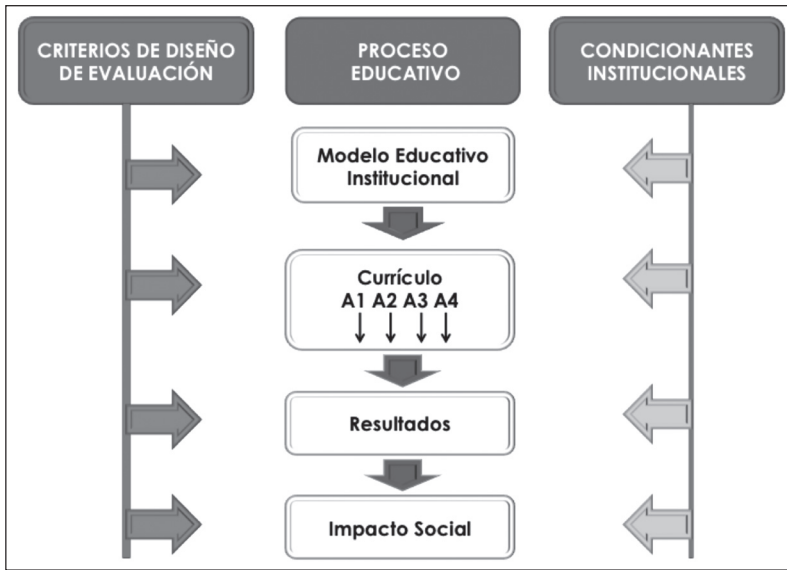 CRITERIOS DE DISEÑO
DE EVALUACIÓN
PROCESO
EDUCATIVO
CONDICIONANTES
INSTITUCIONALES
Modelo Educativo
Institucional
Currículo
A1 A2 A3 A4
Resultados
Impacto Social